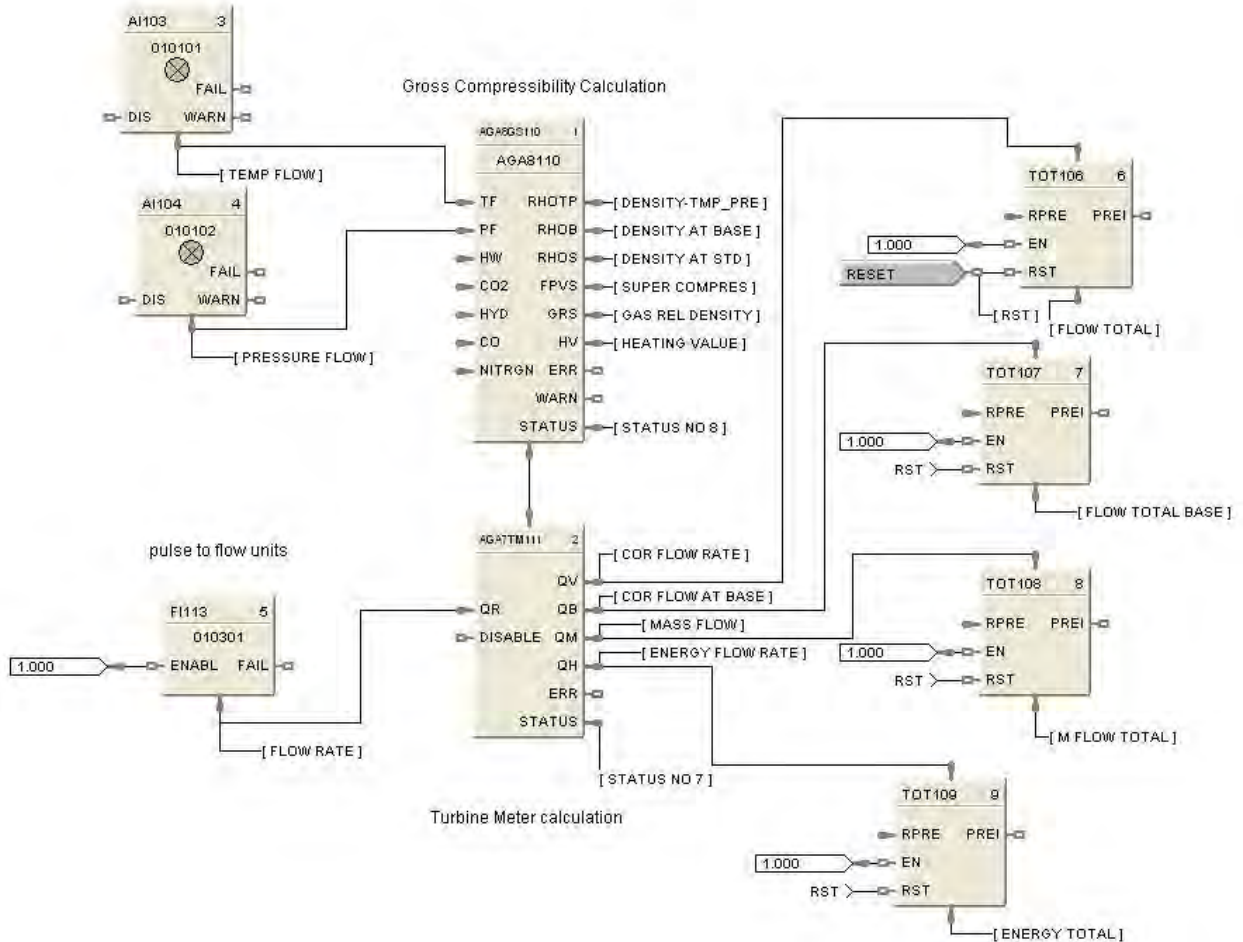 AI103 3
010101
FAIL
DIS WARN
[ TEMP FLOW ]
AI104 4
010102
FAIL
DIS WARN
[ PRESSURE FLOW ]
Gross Compressibility Calculation
AGA8GS110 1
AGA8110
TF RHOTP [ DENSITY-TMP_PRE ]
PF RHOB [ DENSITY AT BASE ]
HW RHOS [ DENSITY AT STD ]
CO2 FPVS [ SUPER COMPRES ]
HYD GRS [ GAS REL DENSITY ]
CO HV [ HEATING VALUE ]
NITRGN ERR
WARN
STATUS [ STATUS NO 8 ]
pulse to flow units
FI113 5
010301
1.000 ENABL FAIL
[ FLOW RATE ]
AGA7TM111 2
[ COR FLOW RATE ]
QV
[ COR FLOW AT BASE ]
QR QB
[ MASS FLOW ]
DISABLE QM
[ ENERGY FLOW RATE ]
QH
ERR
STATUS
[ STATUS NO 7 ]
Turbine Meter calculation
TOT106 6
RPRE PREI
1.000 EN
RESET RST
[ RST ]
[ FLOW TOTAL ]
TOT107 7
RPRE PREI
1.000 EN
RST RST
[ FLOW TOTAL BASE ]
TOT108 8
RPRE PREI
1.000 EN
RST RST
[ M FLOW TOTAL ]
TOT109 9
RPRE PREI
1.000 EN
RST RST
[ ENERGY TOTAL ]